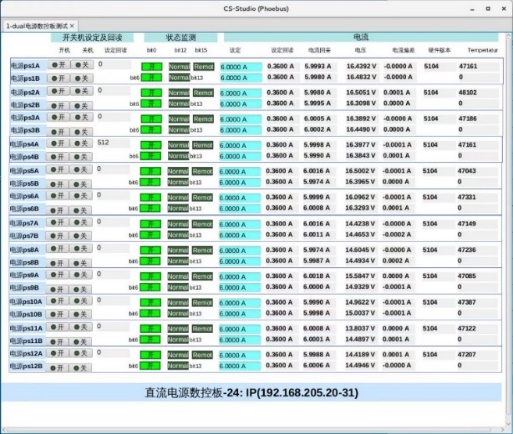 CS-Studio (Phoebus)
1-dual电源数控板测试 ×
开关机设定及回读 状态监测 电流
开机 关机 设定回读 bit0 bit12 bit15 设定 设定回读 电流回采 电压 电流偏差 硬件版本 Tempertatur
电源ps1A 开 关 0 Normal Remot 6.0000 A 0.3600 A 5.9993 A 16.4392 V -0.0000 A 5104 47161
电源ps1B 开 关 bit6 Normal bit13 6.0000 A 0.3600 A 5.9980 A 16.4832 V -0.0000 A 0
电源ps2A 开 关 0 Normal Remot 6.0000 A 0.3600 A 5.9980 A 16.5051 V 0.0001 A 5104 48102
电源ps2B 开 关 bit6 Normal bit13 6.0000 A 0.3600 A 5.9995 A 16.3098 V -0.0000 A 0
电源ps3A 开 关 0 Normal Remot 6.0000 A 0.3600 A 6.0005 A 16.3892 V -0.0000 A 5104 47186
电源ps3B 开 关 Normal 6.0000 A 0.3600 A 6.0002 A 16.4490 V 0.0000 A 0
电源ps4A 开 关 512 Normal Remot 6.0000 A 0.3600 A 5.9998 A 16.3977 V -0.0001 A 5104 47161
电源ps4B 开 关 bit6 Normal bit13 6.0000 A 0.3600 A 5.9990 A 16.3843 V 0.0001 A 0
电源ps5A 开 关 0 Normal Remot 6.0000 A 0.3600 A 6.0016 A 16.5002 V -0.0001 A 5104 47043
电源ps5B 开 关 bit6 Normal bit13 6.0000 A 0.3600 A 5.9974 A 16.3965 V 0.0000 A 0
电源ps6A 开 关 0 Normal Remot 6.0000 A 0.3600 A 5.9999 A 16.0962 V -0.0001 A 5104 47331
电源ps6B 开 关 bit6 Normal bit13 6.0000 A 0.3600 A 6.0008 A 16.3293 V 0.0001 A 0
电源ps7A 开 关 0 Normal Remot 6.0000 A 0.3600 A 6.0016 A 14.4238 V -0.0000 A 5104 47149
电源ps7B 开 关 Normal bit13 6.0000 A 0.3600 A 5.9997 A 14.4653 V -0.0002 A 0
电源ps8A 开 关 0 Normal Remot 6.0000 A 0.3600 A 5.9974 A 14.6045 V -0.0000 A 5104 47236
电源ps8B 开 关 bit6 Normal bit13 6.0000 A 0.3600 A 5.9987 A 14.4934 V 0.0002 A 0
电源ps9A 开 关 0 Normal Remot 6.0000 A 0.3600 A 6.0018 A 15.5847 V 0.0000 A 5104 47085
电源ps9B 开 关 bit6 Normal bit13 6.0000 A 0.3600 A 6.0000 A 14.9329 V -0.0001 A 0
电源ps10A 开 关 0 Normal Remot 6.0000 A 0.3600 A 5.9990 A 14.9622 V -0.0001 A 5104 47387
电源ps10B 开 关 bit6 Normal bit13 6.0000 A 0.3600 A 5.9998 A 15.0037 V -0.0001 A 0
电源ps11A 开 关 0 Normal Remot 6.0000 A 0.3600 A 6.0008 A 13.8037 V 0.0000 A 5104 47122
电源ps11B 开 关 bit6 Normal bit13 6.0000 A 0.3600 A 6.0001 A 14.4897 V 0.0001 A 0
电源ps12A 开 关 0 Normal Remot 6.0000 A 0.3600 A 5.9988 A 14.4189 V 0.0001 A 5104 47207
电源ps12B 开 关 bit6 Normal bit13 6.0000 A 0.3600 A 6.0006 A 14.4946 V -0.0000 A 0
直流电源数控板-24: IP(192.168.205.20-31)